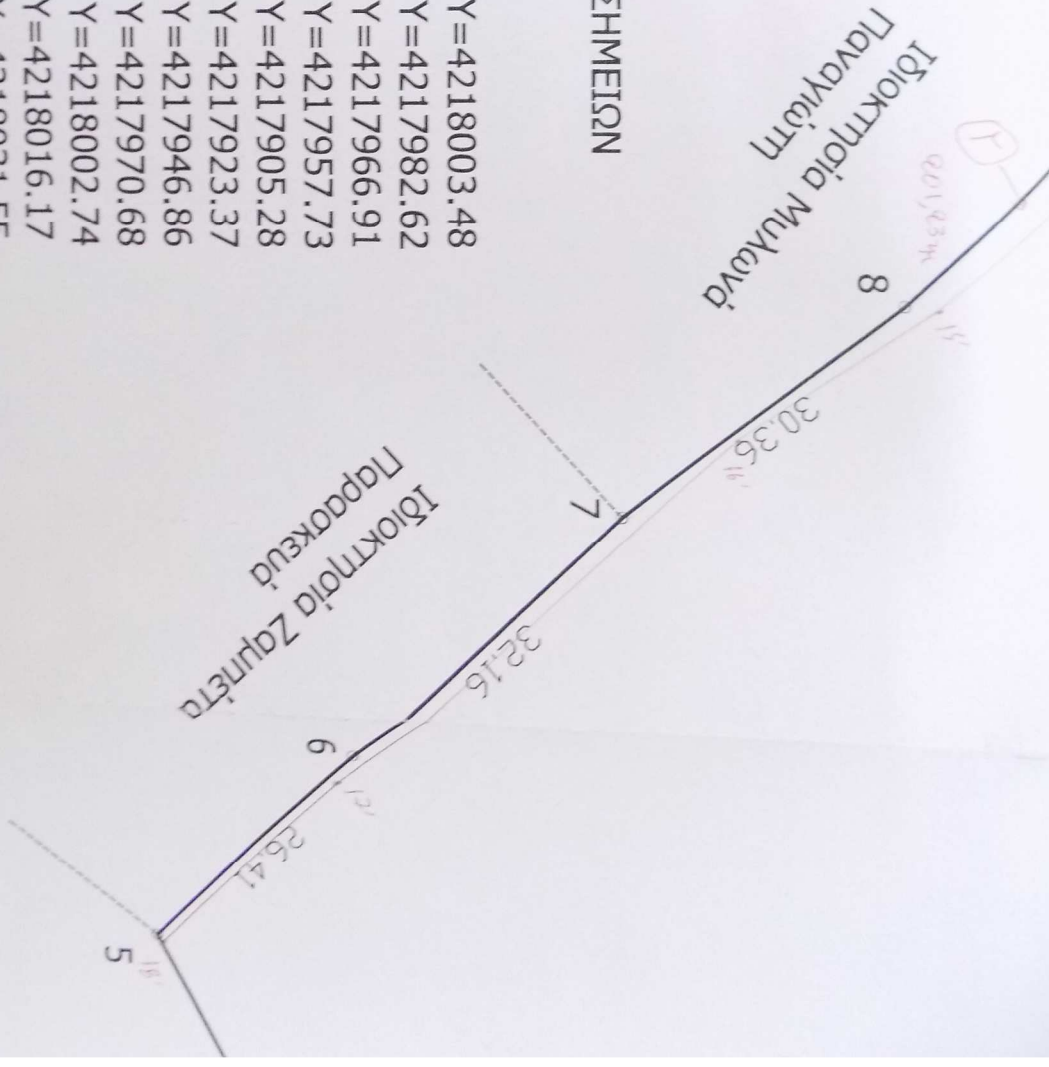 ΣΗΜΕΙΩΝ
Y=4218003.48
Y=4217982.62
Y=4217966.91
Y=4217957.73
Y=4217905.28
Y=4217923.37
Y=4217946.86
Y=4217970.68
Y=4218002.74
Y=4218016.17
Ιδιοκτησία Μυλωνά
Παναγιώτη
8
30.36
7
32.16
Ιδιοκτησία Ζαμπέτα
Παρασκευά
6
26.41
5